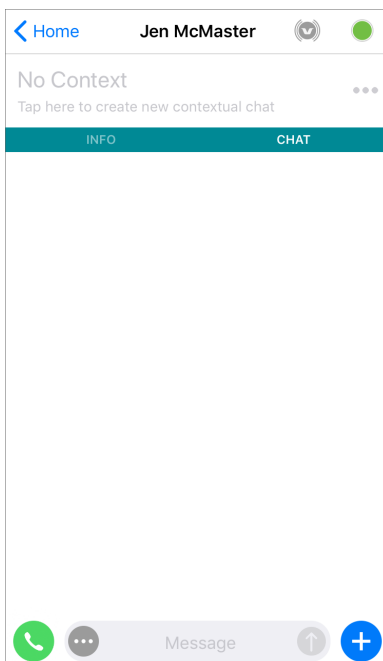 Home
Jen McMaster
No Context
Tap here to create new contextual chat
INFO
CHAT
Message